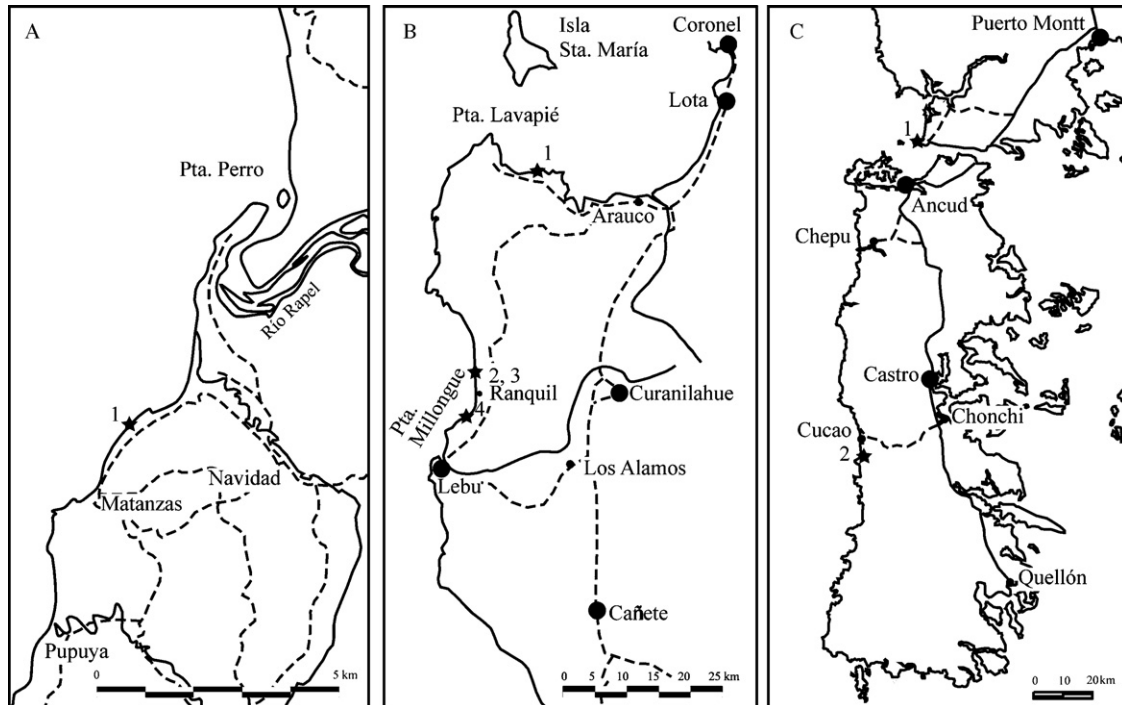 A
Pta. Perro
Río Rapel
1
Navidad
Matanzas
Pupuya
0 5 km
B
Isla
Sta. María
Coronel
Lota
Pta. Lavapié
1
Arauco
Pta.
Millongue
2, 3
Ranquil
4
Curanilahue
Lebu
Los Alamos
Cañete
0 5 10 15 20 25 km
C
Puerto Montt
1
Ancud
Chepu
Castro
Chonchi
Cucao
2
Quellón
0 10 20km